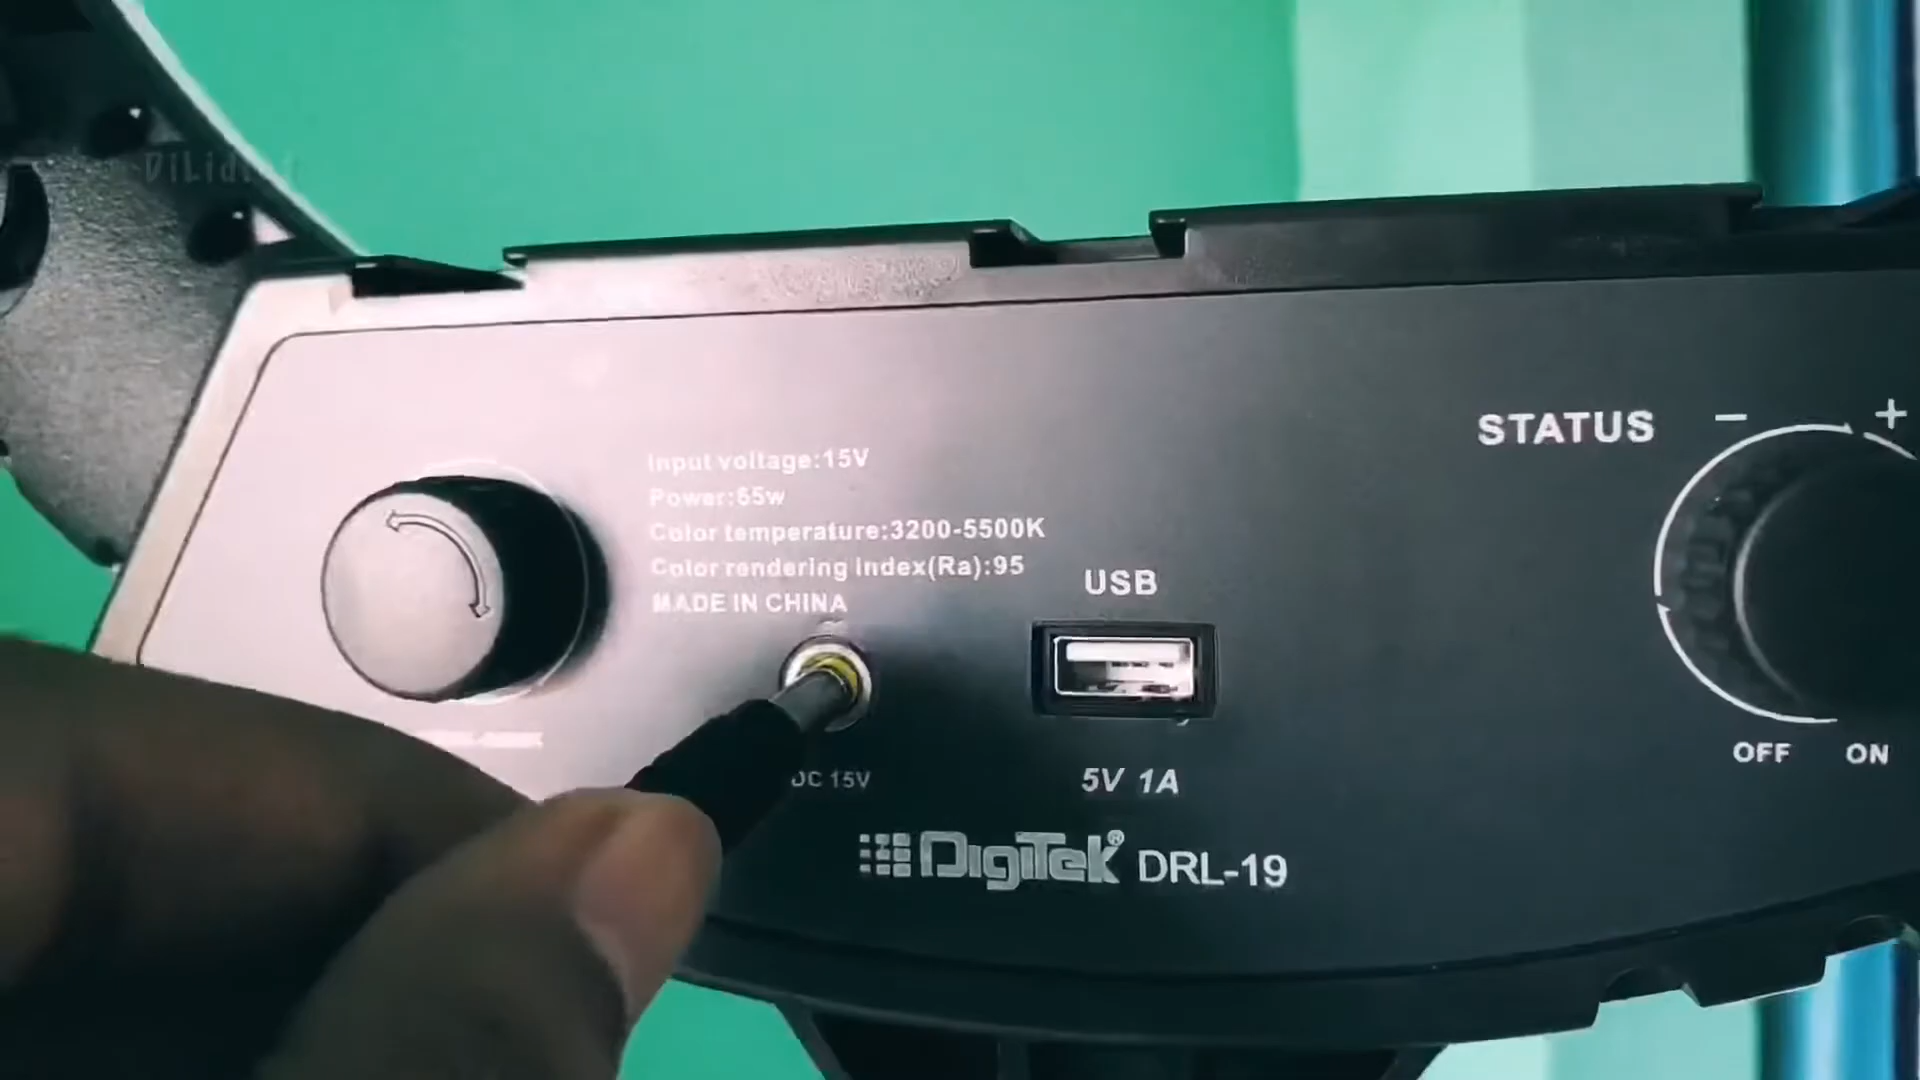 Input voltage:15V
Power:65w
Color temperature:3200-5500K
Color rendering index(Ra):95
MADE IN CHINA
DC 15V
USB
5V 1A
DIgITek® DRL-19
STATUS
− +
OFF ON